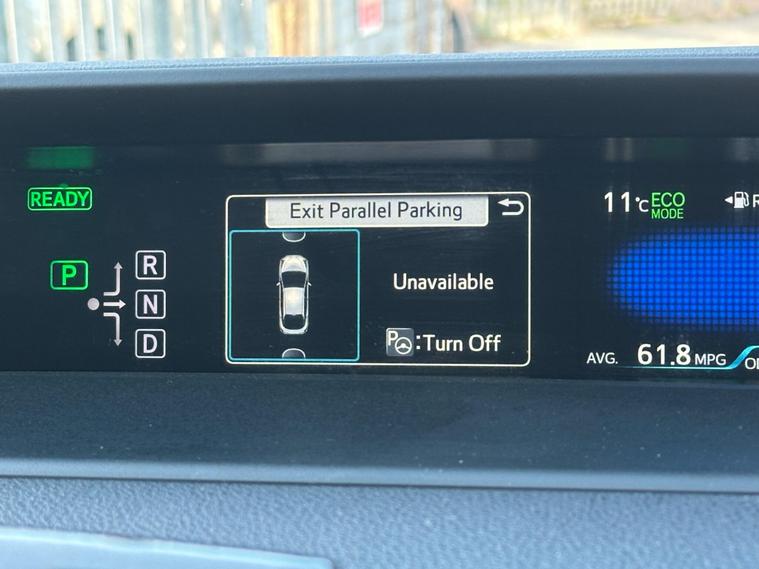 READY
P
R
N
D
Exit Parallel Parking
Unavailable
P:Turn Off
11°C
ECO
MODE
AVG. 61.8 MPG